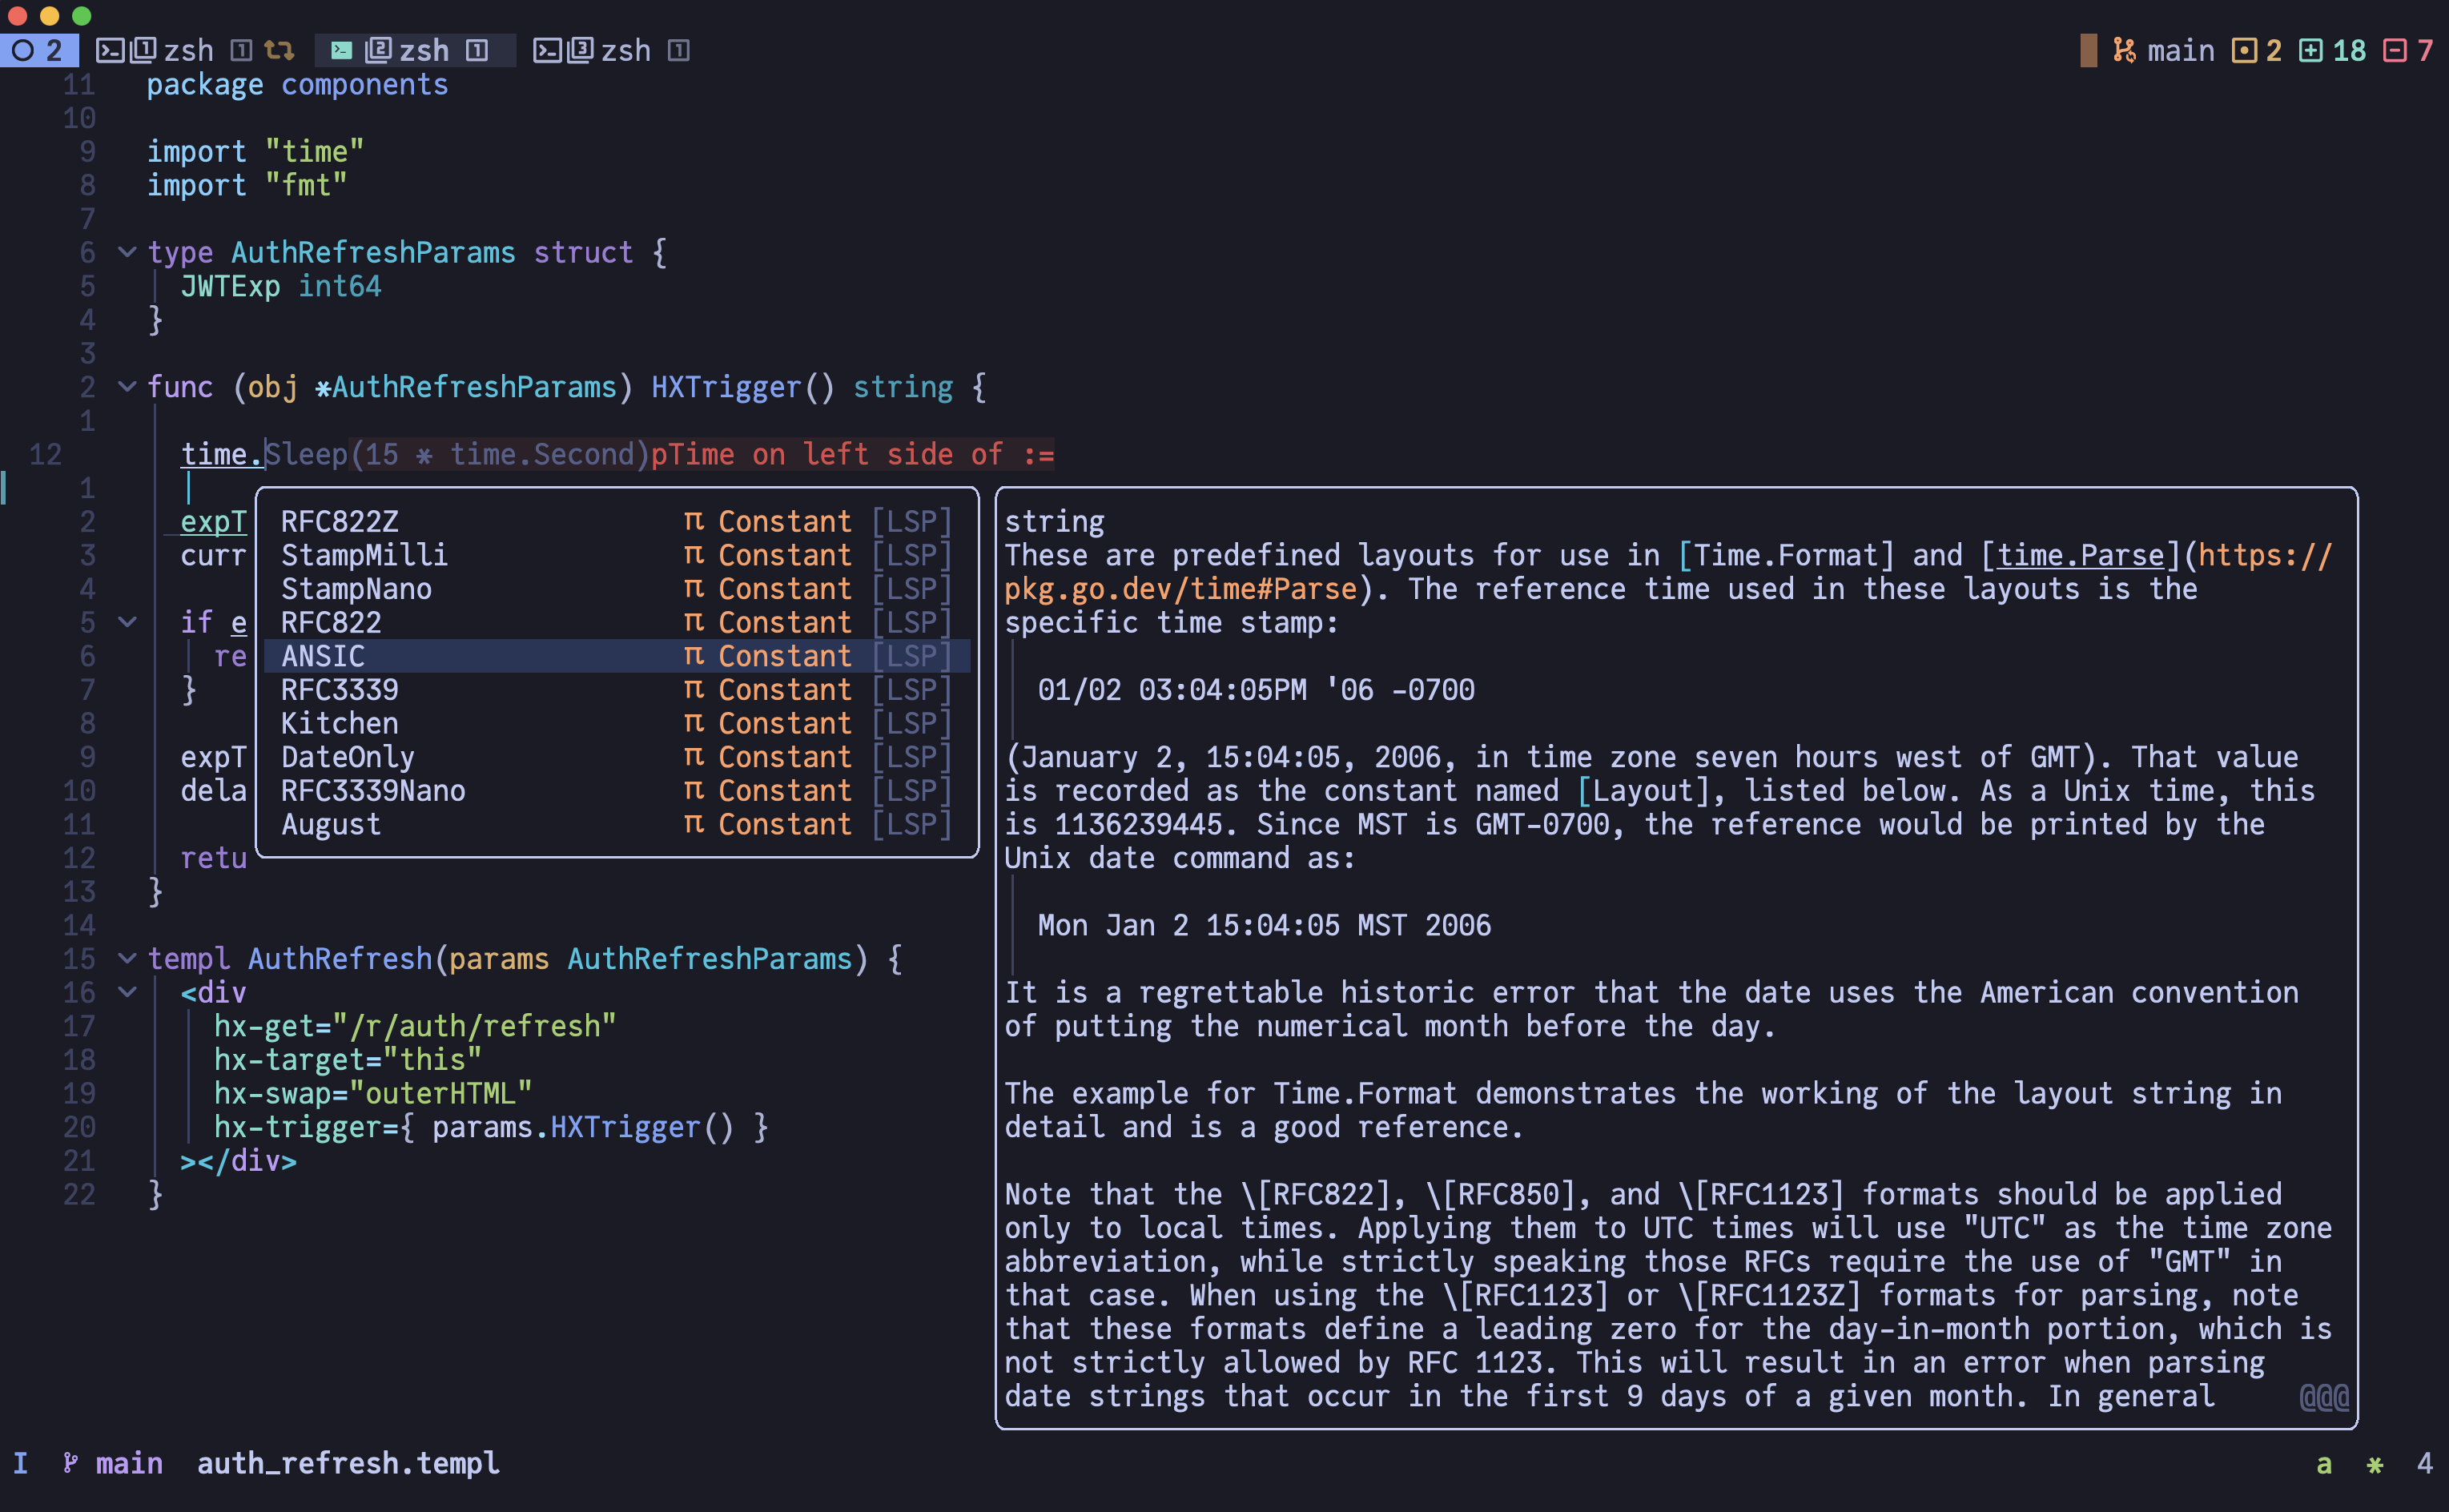 2 1 zsh 1 2 zsh 1 3 zsh 1 main 2 18 7
11 package components
10
9 import "time"
8 import "fmt"
7
6 type AuthRefreshParams struct {
5 JWTExp int64
4 }
3
2 func (obj *AuthRefreshParams) HXTrigger() string {
1
12 time.Sleep(15 * time.Second)pTime on left side of :=
1
2 expT RFC822Z π Constant [LSP]
3 curr StampMilli π Constant [LSP]
4 StampNano π Constant [LSP]
5 if e RFC822 π Constant [LSP]
6 re ANSIC π Constant [LSP]
7 } RFC3339 π Constant [LSP]
8 Kitchen π Constant [LSP]
9 expT DateOnly π Constant [LSP]
10 dela RFC3339Nano π Constant [LSP]
11 August π Constant [LSP]
12 retu
13 }
14
15 templ AuthRefresh(params AuthRefreshParams) {
16 <div
17 hx-get="/r/auth/refresh"
18 hx-target="this"
19 hx-swap="outerHTML"
20 hx-trigger={ params.HXTrigger() }
21 ></div>
22 }
string
These are predefined layouts for use in [Time.Format] and [time.Parse](https://
pkg.go.dev/time#Parse). The reference time used in these layouts is the
specific time stamp:
01/02 03:04:05PM '06 -0700
(January 2, 15:04:05, 2006, in time zone seven hours west of GMT). That value
is recorded as the constant named [Layout], listed below. As a Unix time, this
is 1136239445. Since MST is GMT-0700, the reference would be printed by the
Unix date command as:
Mon Jan 2 15:04:05 MST 2006
It is a regrettable historic error that the date uses the American convention
of putting the numerical month before the day.
The example for Time.Format demonstrates the working of the layout string in
detail and is a good reference.
Note that the \[RFC822], \[RFC850], and \[RFC1123] formats should be applied
only to local times. Applying them to UTC times will use "UTC" as the time zone
abbreviation, while strictly speaking those RFCs require the use of "GMT" in
that case. When using the \[RFC1123] or \[RFC1123Z] formats for parsing, note
that these formats define a leading zero for the day-in-month portion, which is
not strictly allowed by RFC 1123. This will result in an error when parsing
date strings that occur in the first 9 days of a given month. In general @@@
I main auth_refresh.templ a * 4